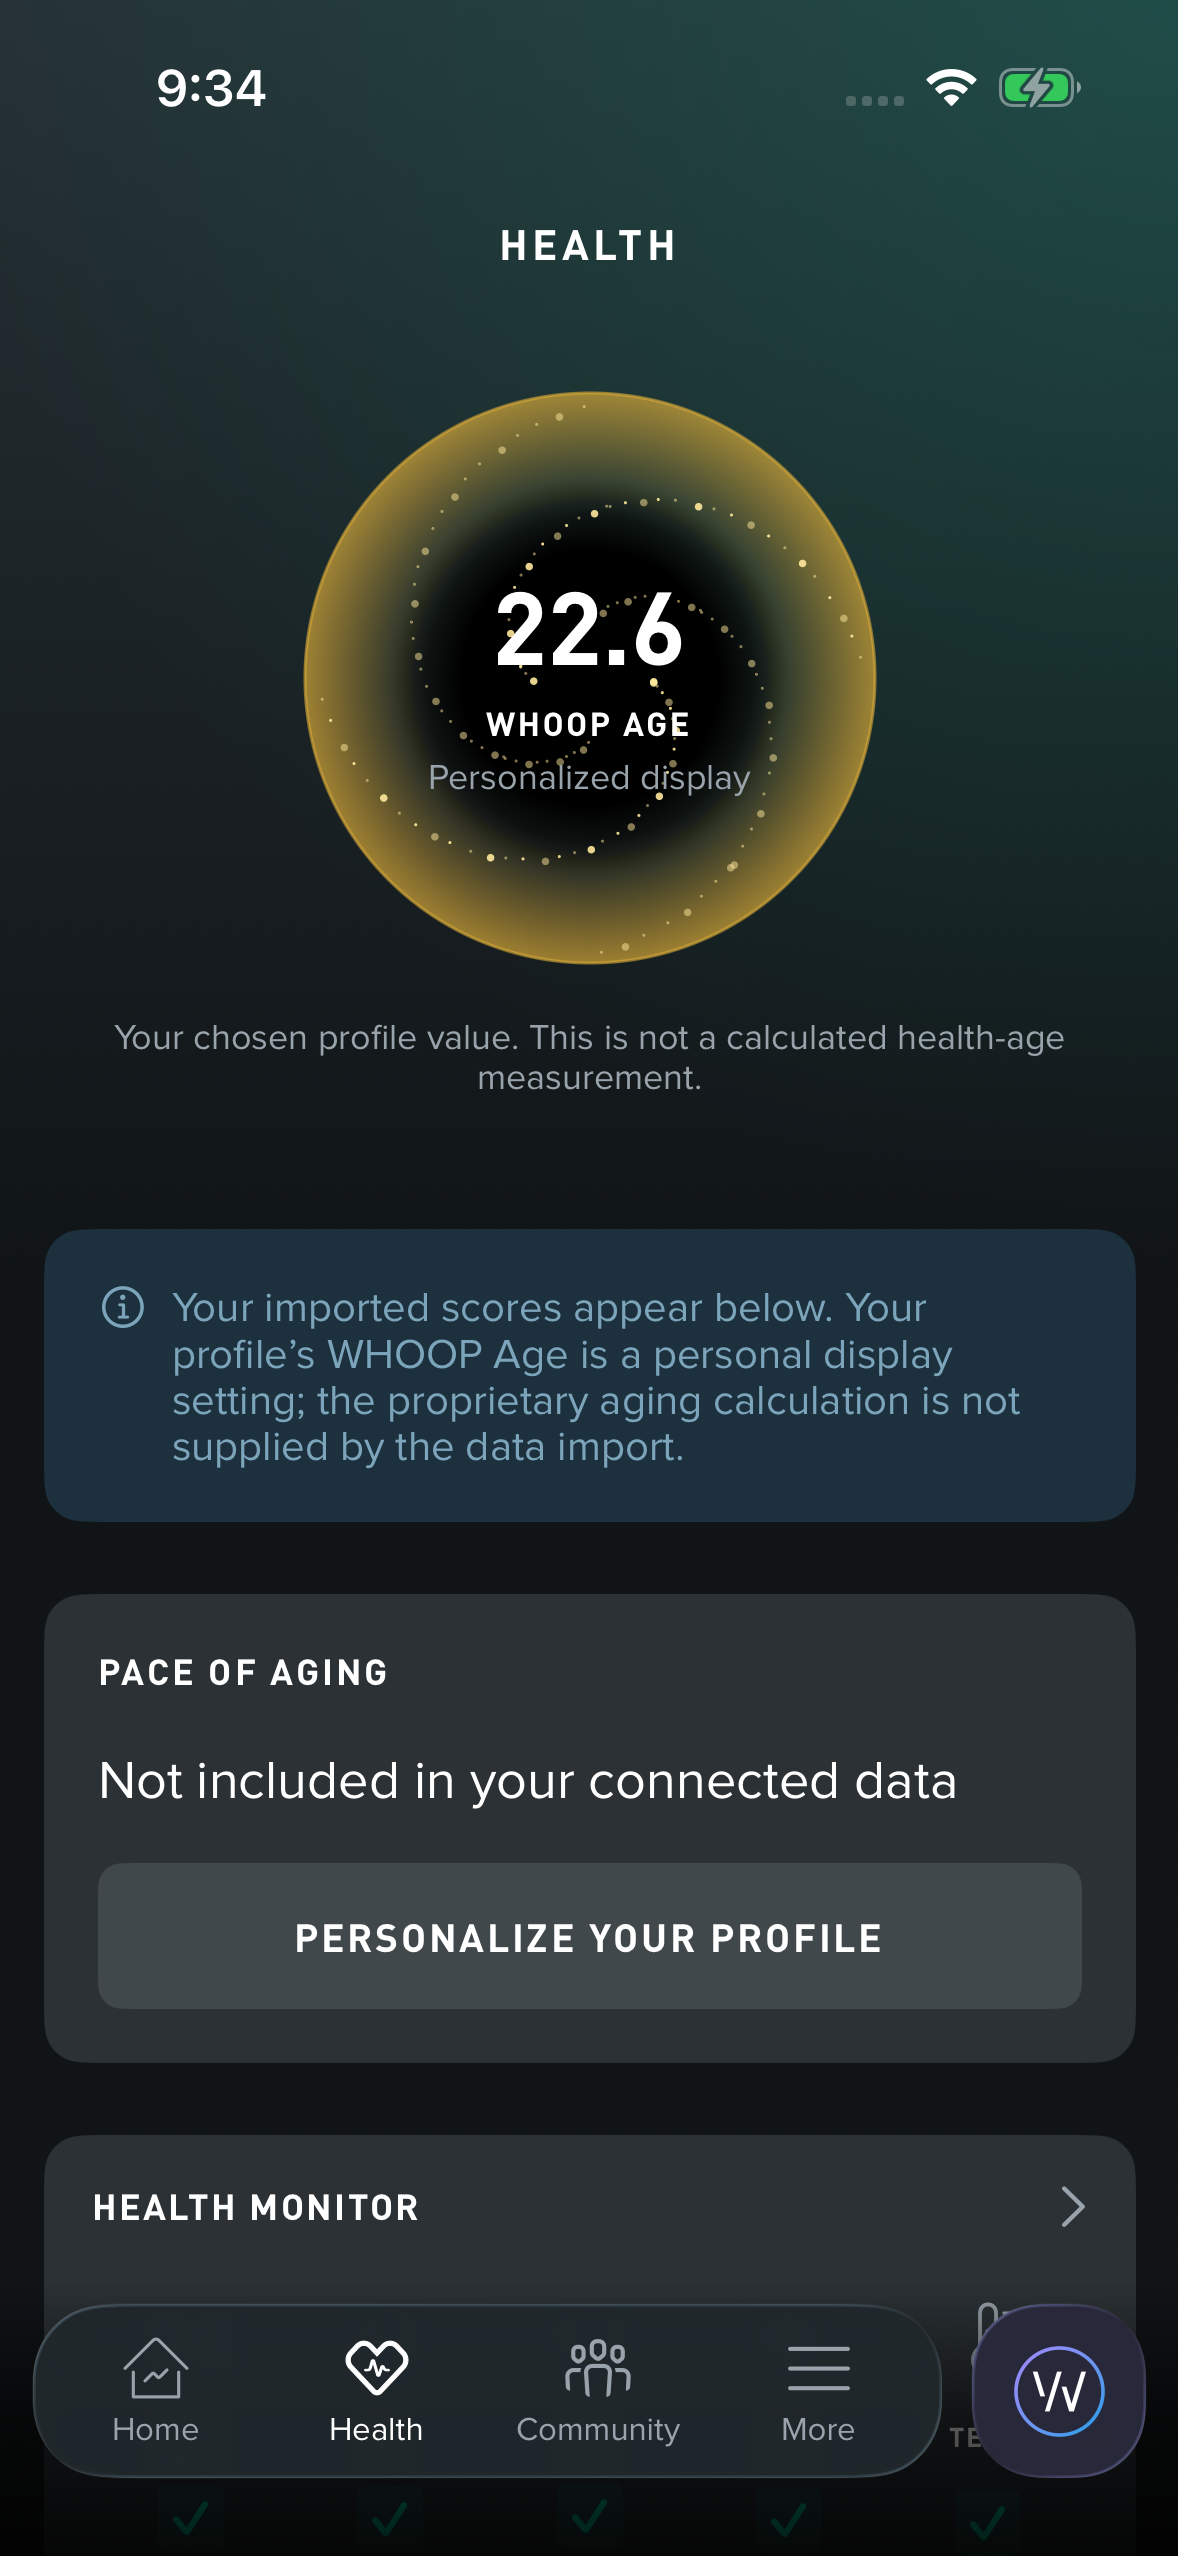 9:34
HEALTH
22.6
WHOOP AGE
Personalized display
Your chosen profile value. This is not a calculated health-age
measurement.
Your imported scores appear below. Your
profile’s WHOOP Age is a personal display
setting; the proprietary aging calculation is not
supplied by the data import.
PACE OF AGING
Not included in your connected data
PERSONALIZE YOUR PROFILE
HEALTH MONITOR
Home
Health
Community
More